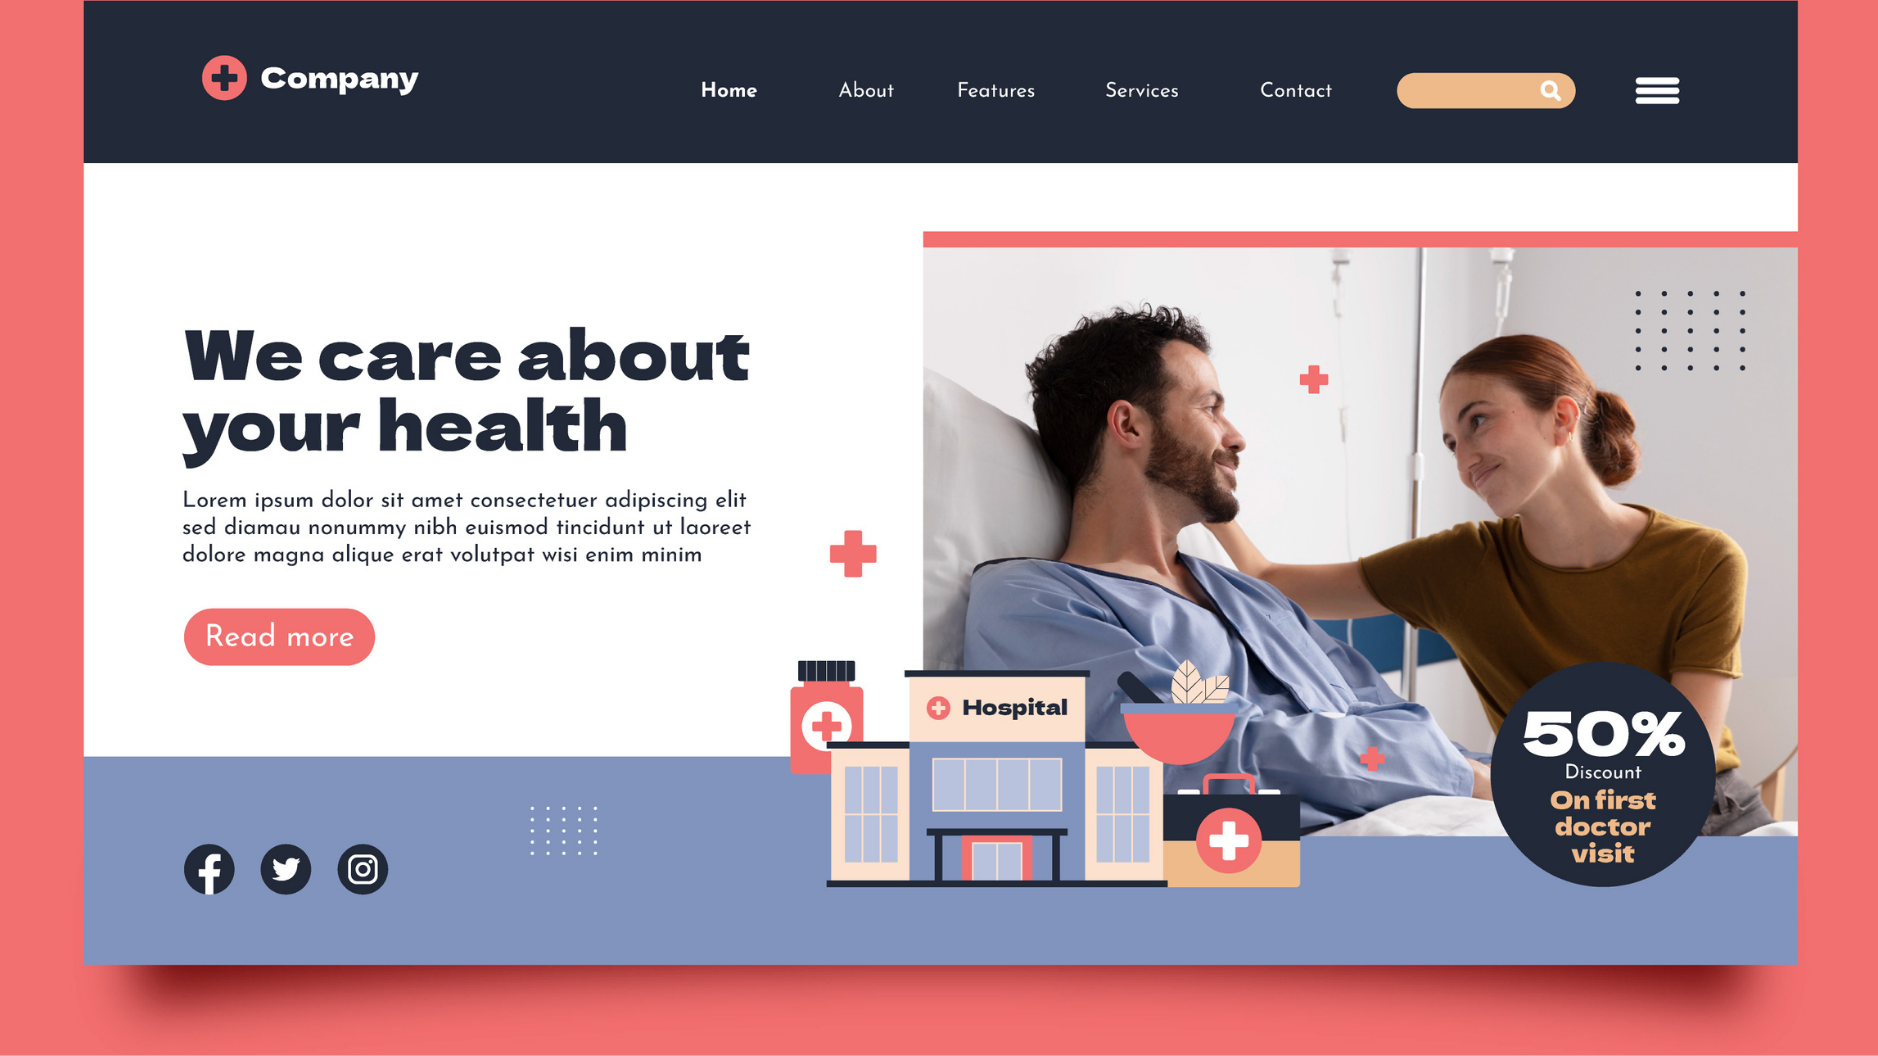 Company
Home About Features Services Contact
We care about
your health
Lorem ipsum dolor sit amet consectetuer adipiscing elit
sed diamau nonummy nibh euismod tincidunt ut laoreet
dolore magna alique erat volutpat wisi enim minim
Read more
Hospital
50%
Discount
On first
doctor
visit